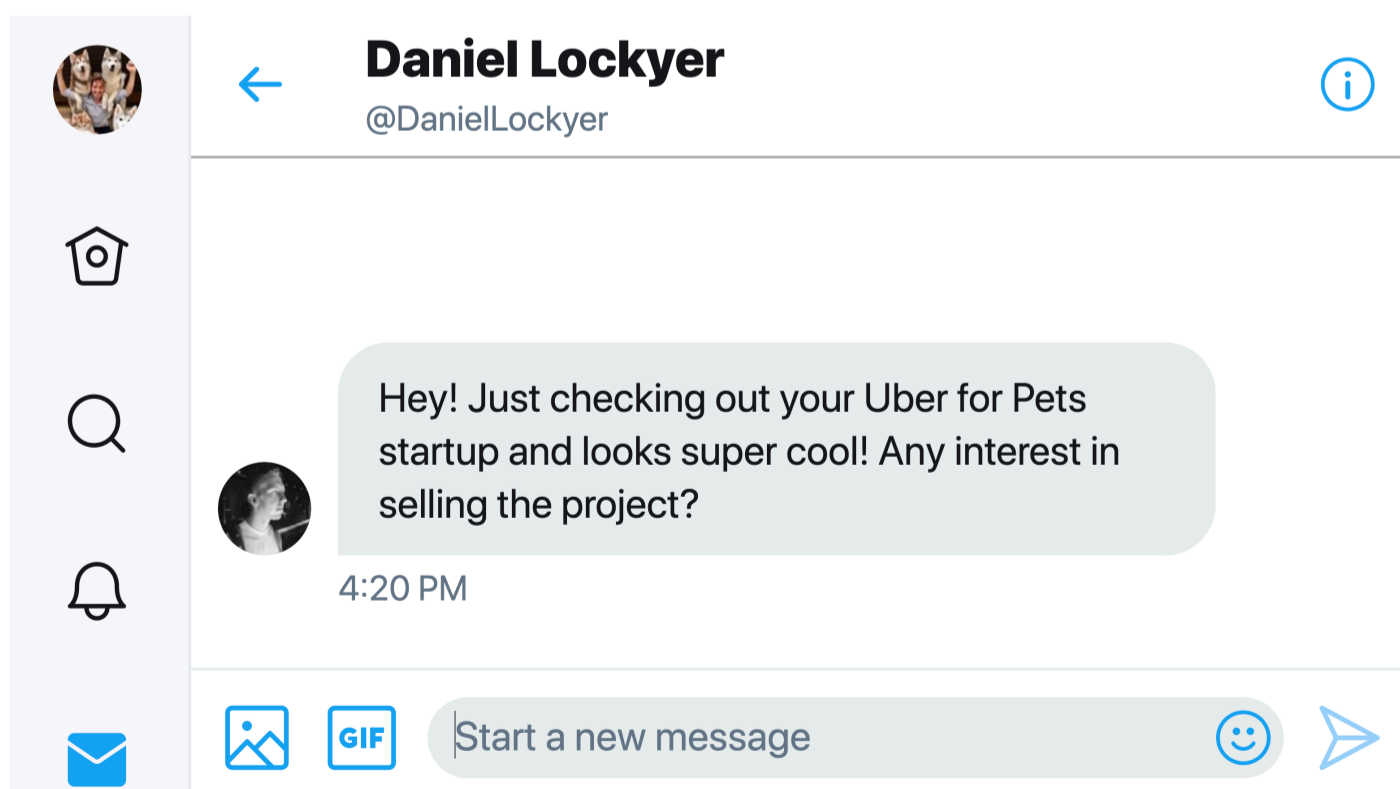 Daniel Lockyer
@DanielLockyer
Hey! Just checking out your Uber for Pets
startup and looks super cool! Any interest in
selling the project?
4:20 PM
GIF
Start a new message